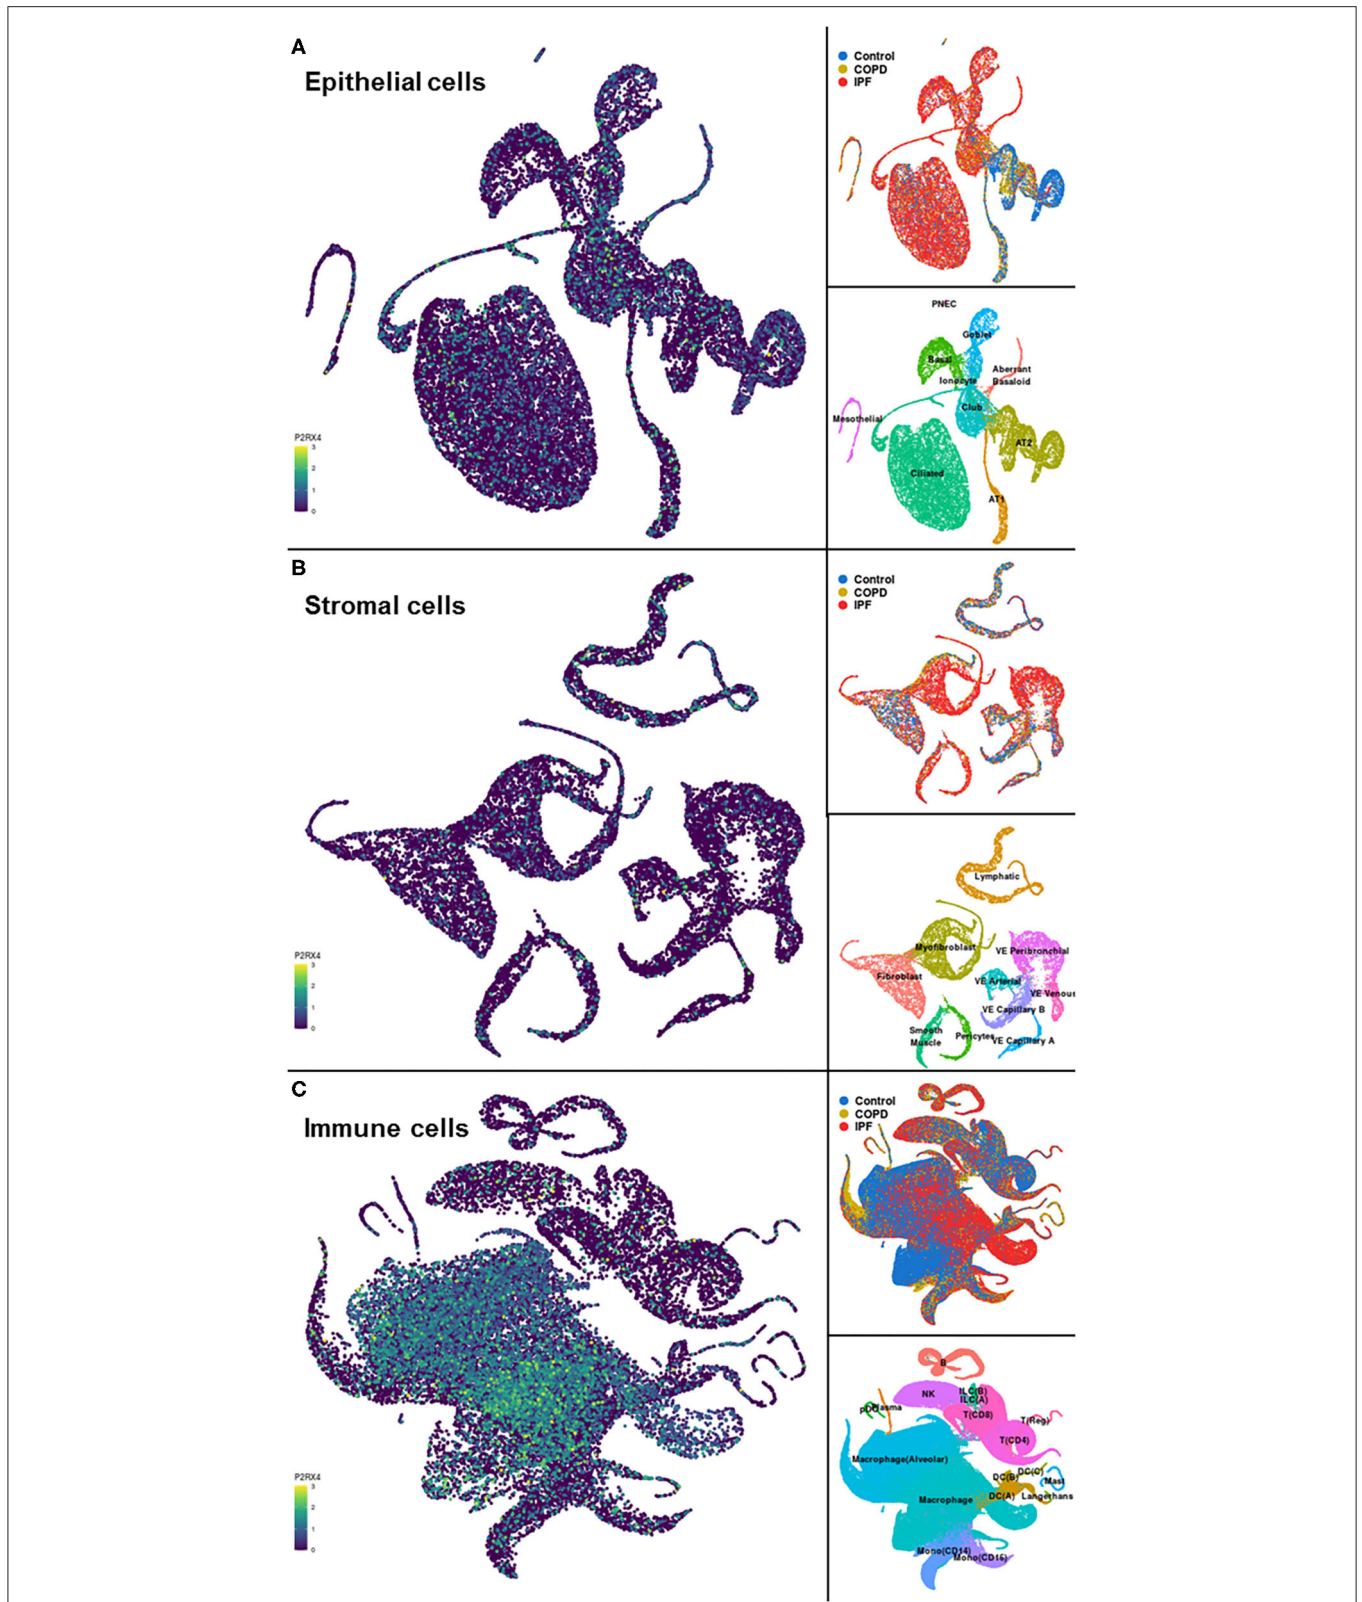 A
Epithelial cells
P2RX4
3
2
1
0
Control
COPD
IPF
PNEC
Goblet
Basal
Aberrant
Basaloid
Ionocyte
Club
Mesothelial
AT2
Ciliated
AT1
B
Stromal cells
P2RX4
3
2
1
0
Control
COPD
IPF
Lymphatic
Myofibroblast
VE Peribronchial
Fibroblast
VE Arterial
VE Venous
VE Capillary B
Smooth
Muscle
Pericytes
VE Capillary A
C
Immune cells
P2RX4
3
2
1
0
Control
COPD
IPF
B
NK
ILC(B)
ILC(A)
pDC
Plasma
T(CD8)
T(Reg)
T(CD4)
Macrophage(Alveolar)
DC(C)
DC(B)
Mast
DC(A)
Langerhans
Macrophage
Mono(CD14)
Mono(CD16)